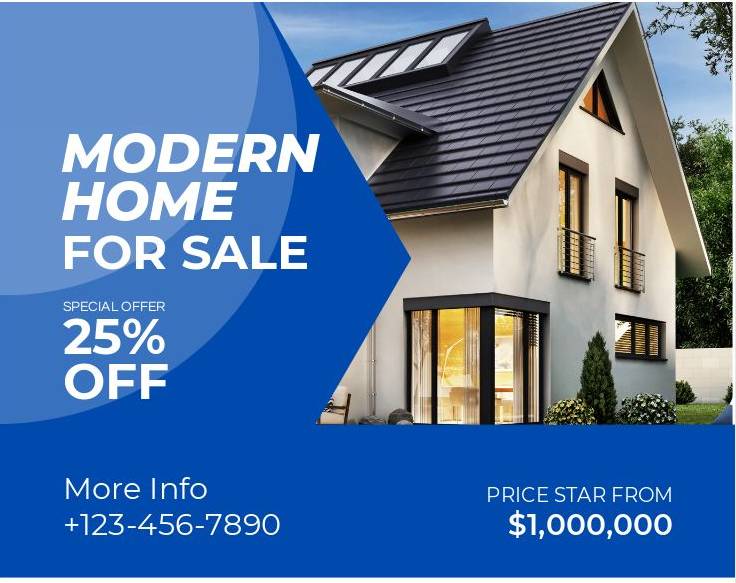 MODERN
HOME
FOR SALE
SPECIAL OFFER
25%
OFF
More Info
+123-456-7890
PRICE STAR FROM
$1,000,000